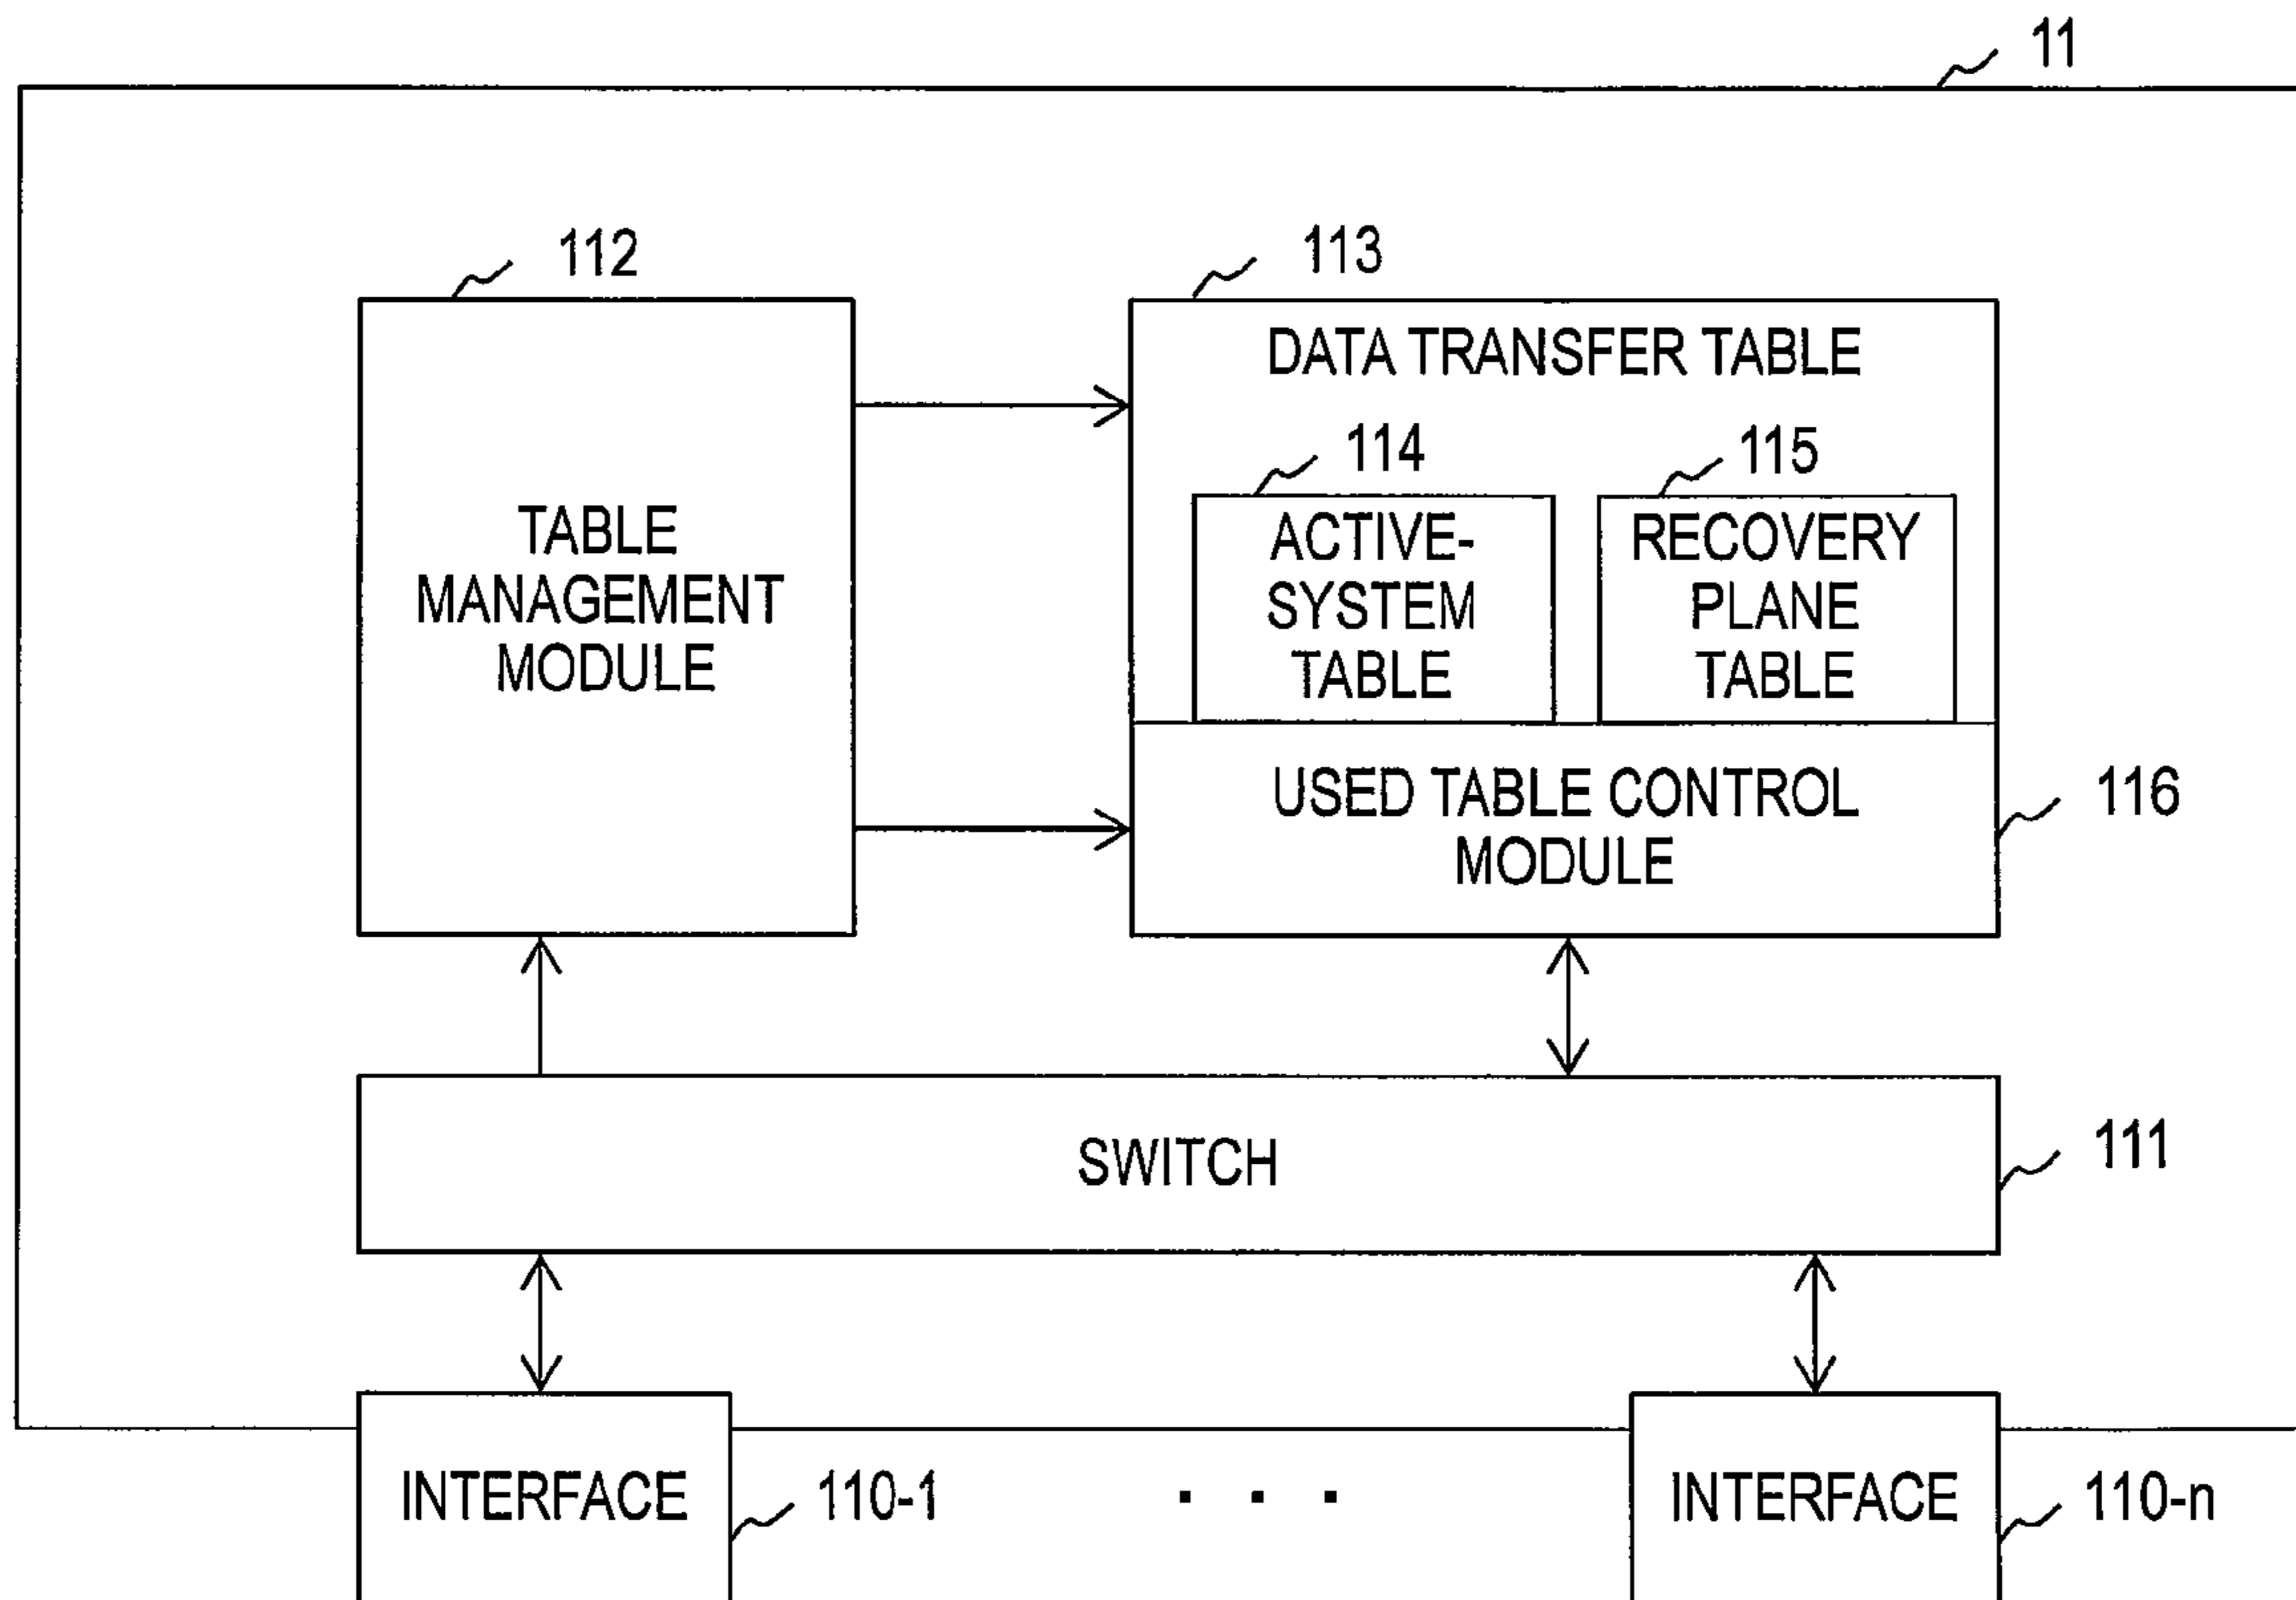 11
112
113
DATA TRANSFER TABLE
114
115
TABLE
MANAGEMENT
MODULE
ACTIVE-
SYSTEM
TABLE
RECOVERY
PLANE
TABLE
USED TABLE CONTROL
MODULE
116
SWITCH
111
INTERFACE
110-1
. . .
INTERFACE
110-n